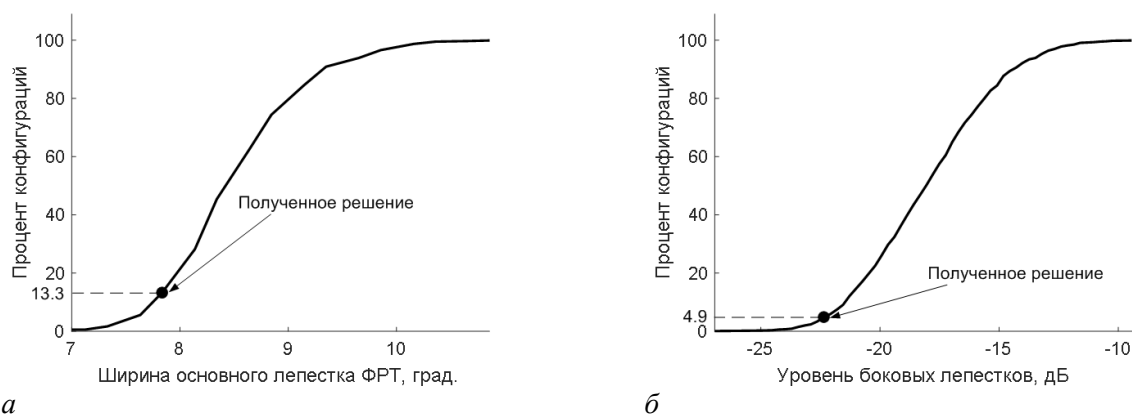 Процент конфигураций
100
80
60
40
20
13.3
0
7
8
9
10
Полученное решение
Ширина основного лепестка ФРТ, град.
а
Процент конфигураций
100
80
60
40
20
4.9
0
-25
-20
-15
-10
Полученное решение
Уровень боковых лепестков, дБ
б